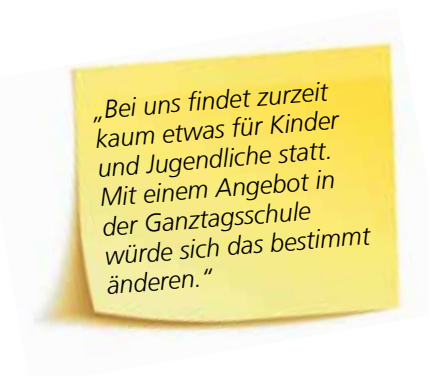 „Bei uns findet zurzeit
kaum etwas für Kinder
und Jugendliche statt.
Mit einem Angebot in
der Ganztagsschule
würde sich das bestimmt
änderen.“